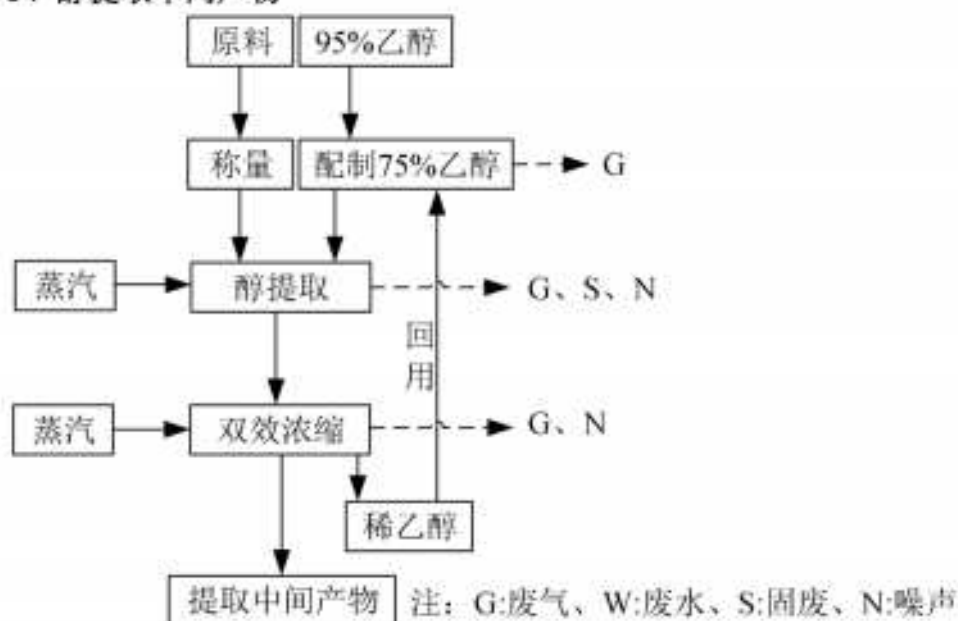 原料
95%乙醇
称量
配制75%乙醇
G
蒸汽
醇提取
G、S、N
回用
蒸汽
双效浓缩
G、N
稀乙醇
提取中间产物
注：G:废气、W:废水、S:固废、N:噪声